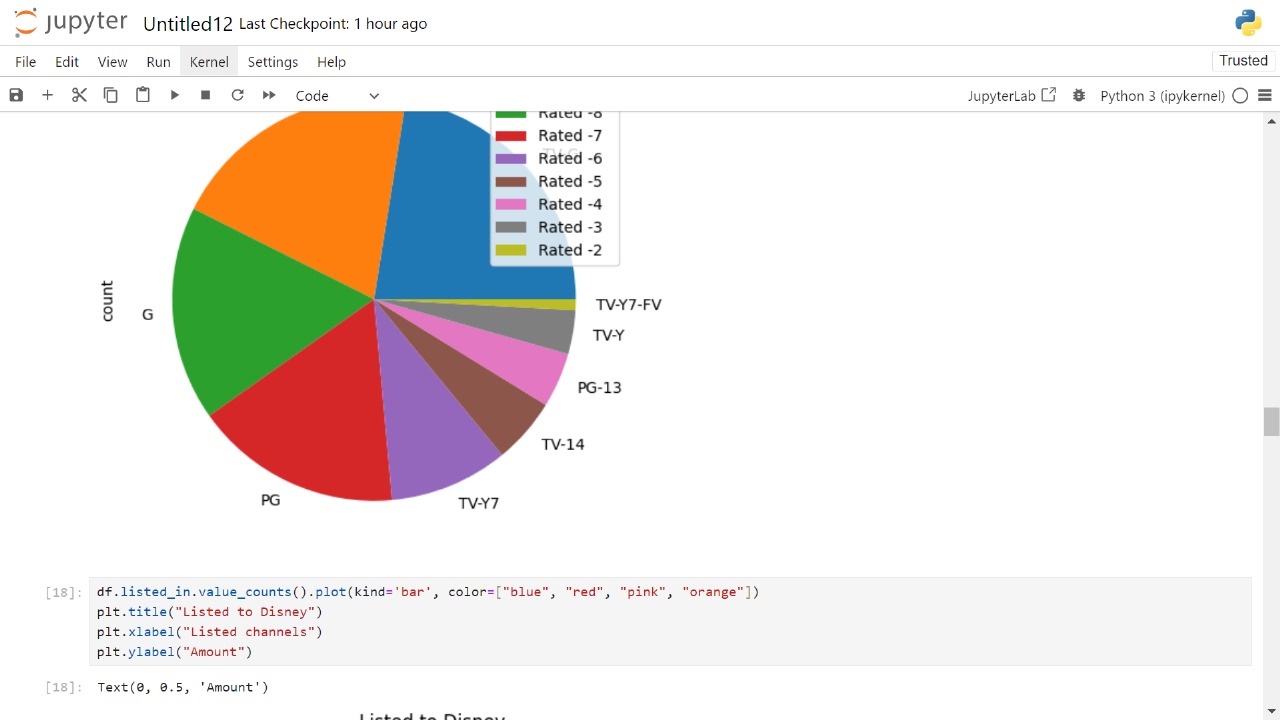 jupyter Untitled12 Last Checkpoint: 1 hour ago
File Edit View Run Kernel Settings Help Trusted
Code JupyterLab Python 3 (ipykernel)
Rated -8
Rated -7
Rated -6
Rated -5
Rated -4
Rated -3
Rated -2
count
G
TV-Y7-FV
TV-Y
PG-13
TV-14
PG
TV-Y7
[18]: df.listed_in.value_counts().plot(kind='bar', color=["blue", "red", "pink", "orange"])
plt.title("Listed to Disney")
plt.xlabel("Listed channels")
plt.ylabel("Amount")
[18]: Text(0, 0.5, 'Amount')
Listed to Disney